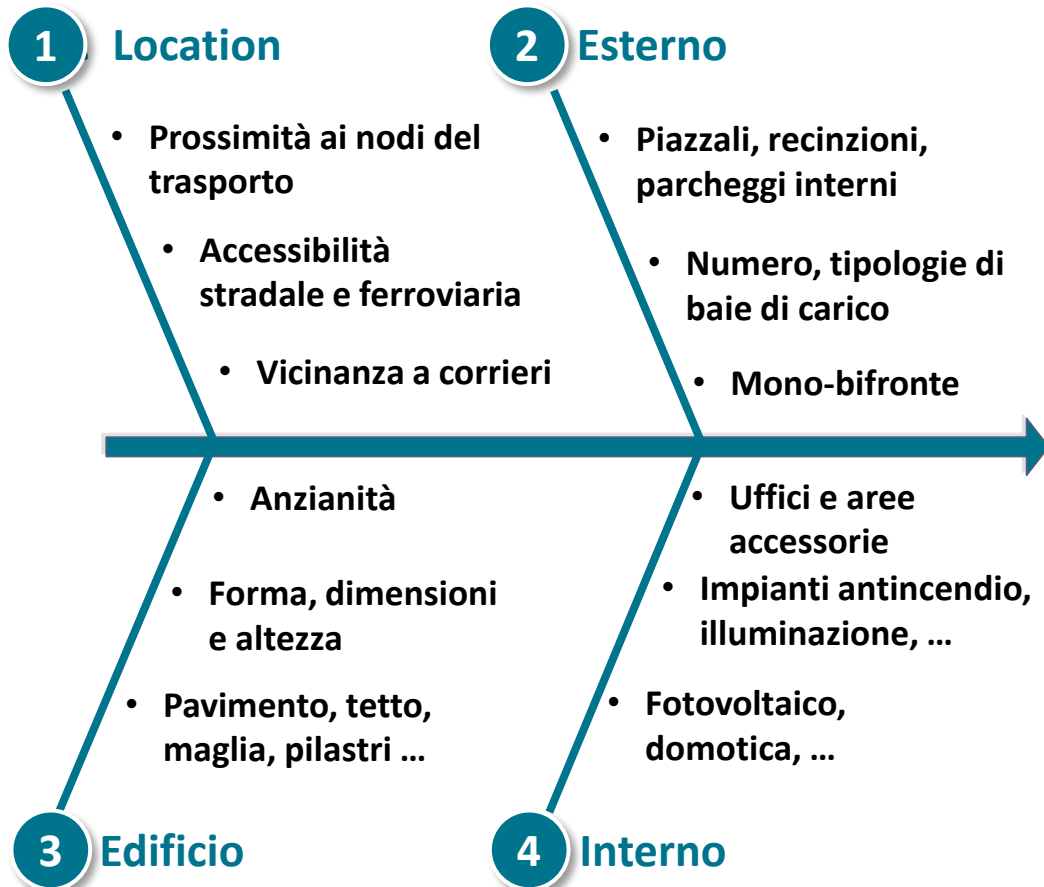 1 Location
• Prossimità ai nodi del
trasporto
• Accessibilità
stradale e ferroviaria
• Vicinanza a corrieri
2 Esterno
• Piazzali, recinzioni,
parcheggi interni
• Numero, tipologie di
baie di carico
• Mono-bifronte
• Anzianità
• Forma, dimensioni
e altezza
• Pavimento, tetto,
maglia, pilastri ...
3 Edificio
• Uffici e aree
accessorie
• Impianti antincendio,
illuminazione, ...
• Fotovoltaico,
domotica, ...
4 Interno